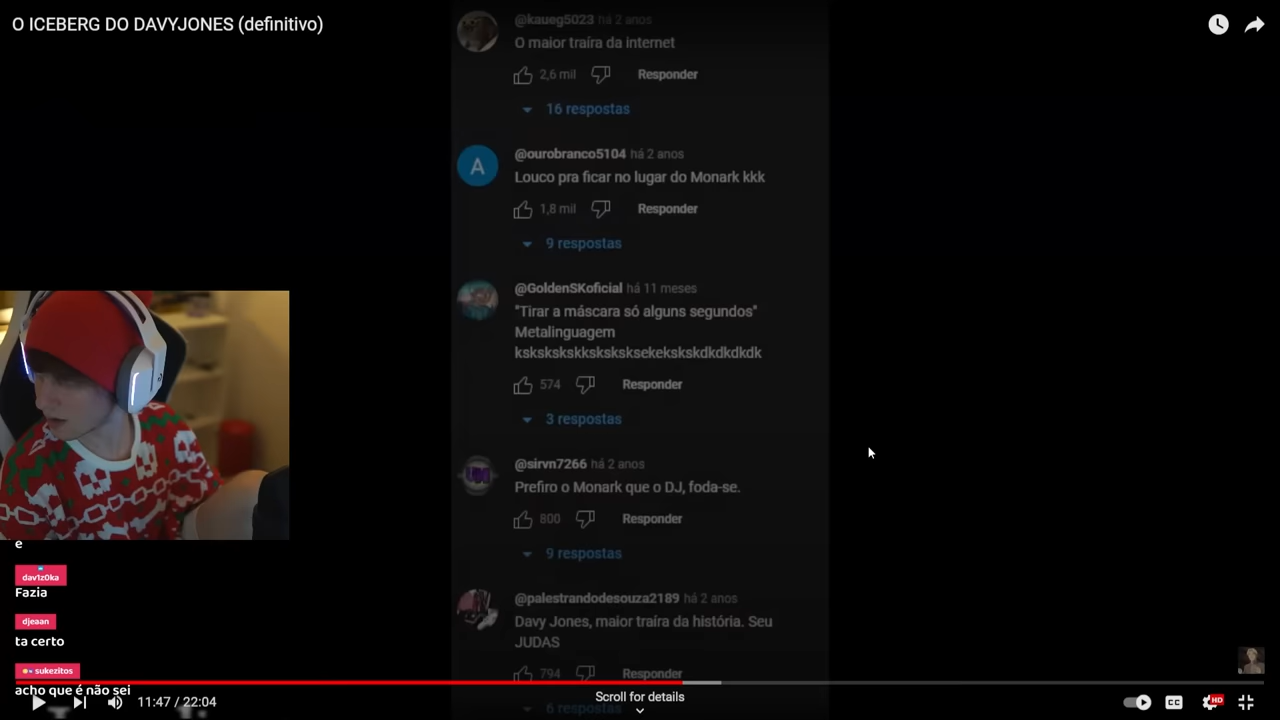 O ICEBERG DO DAVYJONES (definitivo)
@kaueg5023 há 2 anos
O maior traíra da internet
2,6 mil Responder
16 respostas
A
@ourobranco5104 há 2 anos
Louco pra ficar no lugar do Monark kkk
1,8 mil Responder
9 respostas
@GoldenSKoficial há 11 meses
"Tirar a máscara só alguns segundos"
Metalinguagem
kskskskskkskskskseekekskskdkdkdkdk
574 Responder
3 respostas
@sirvn7266 há 2 anos
Prefiro o Monark que o DJ, foda-se.
800 Responder
9 respostas
@palestrandodesouza2189 há 2 anos
Davy Jones, maior traíra da história. Seu
JUDAS
794 Responder
6 respostas
e
dav1z0ka
Fazia
djeaan
ta certo
sukezitos
acho que é não sei
11:47 / 22:04
Scroll for details
CC
HD